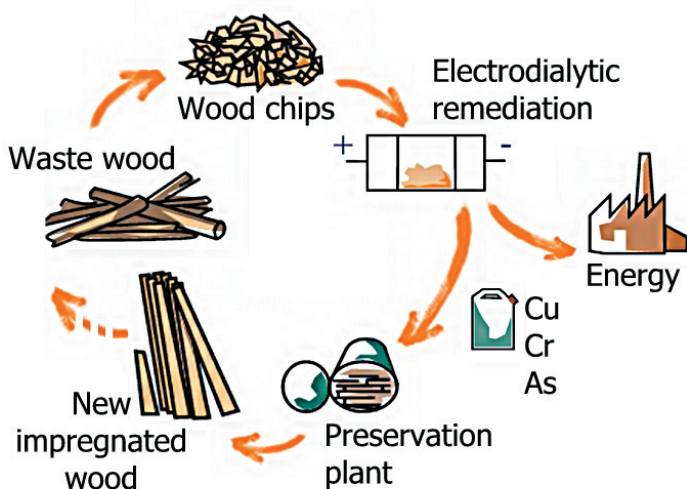 Wood chips
Electrodialytic
remediation
Waste wood
+
-
Energy
Cu
Cr
As
New
impregnated
wood
Preservation
plant